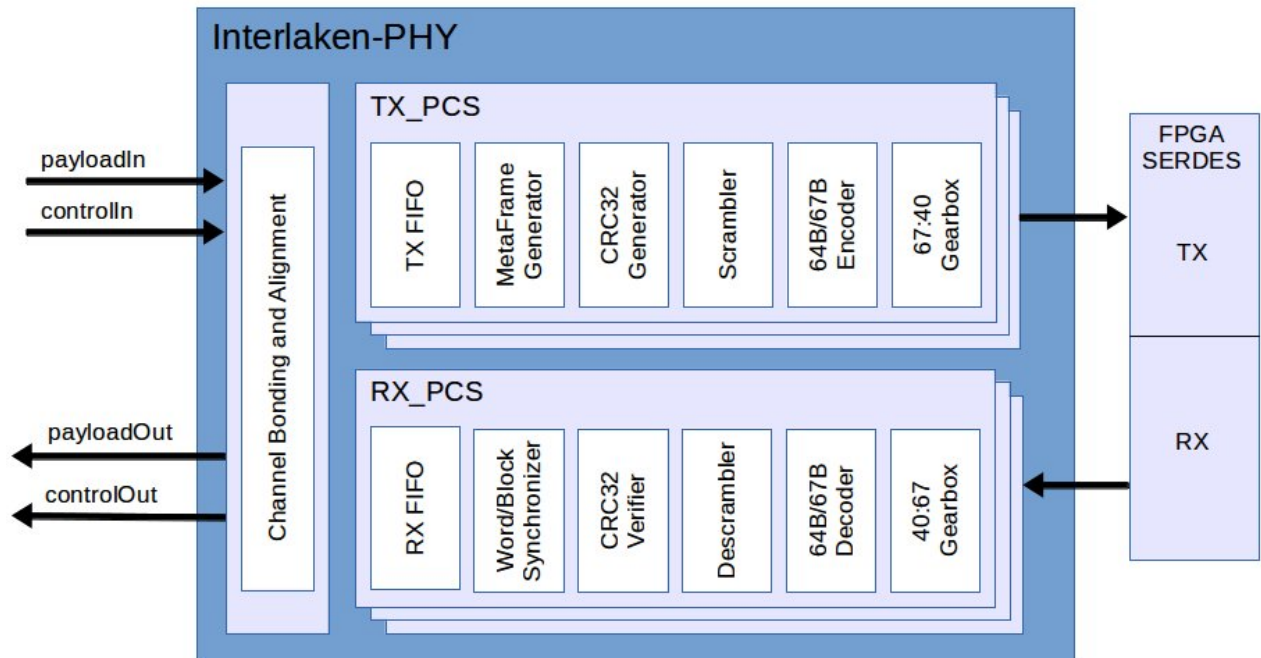 Interlaken-PHY
payloadIn
controlIn
payloadOut
controlOut
Channel Bonding and Alignment
TX_PCS
TX FIFO
MetaFrame
Generator
CRC32
Generator
Scrambler
64B/67B
Encoder
67:40
Gearbox
RX_PCS
RX FIFO
Word/Block
Synchronizer
CRC32
Verifier
Descrambler
64B/67B
Decoder
40:67
Gearbox
FPGA
SERDES
TX
RX